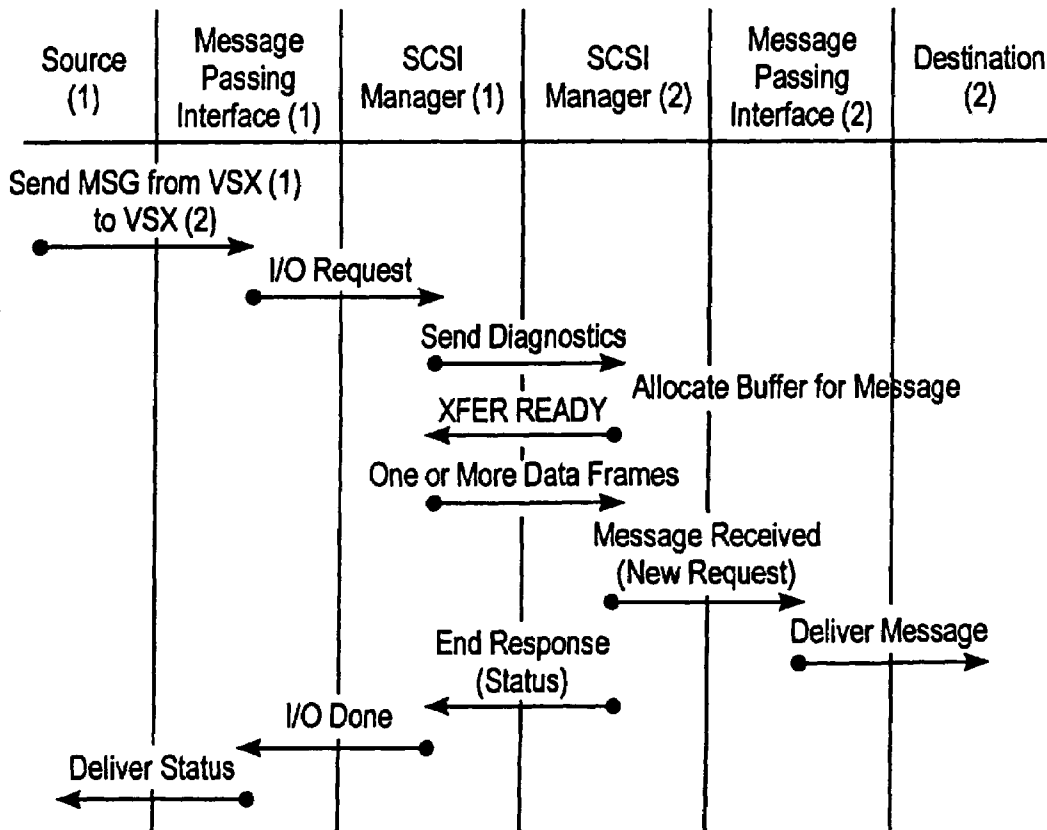 Source
(1)
Message
Passing
Interface (1)
SCSI
Manager (1)
SCSI
Manager (2)
Message
Passing
Interface (2)
Destination
(2)
Send MSG from VSX (1)
to VSX (2)
I/O Request
Send Diagnostics
Allocate Buffer for Message
XFER READY
One or More Data Frames
Message Received
(New Request)
Deliver Message
End Response
(Status)
I/O Done
Deliver Status